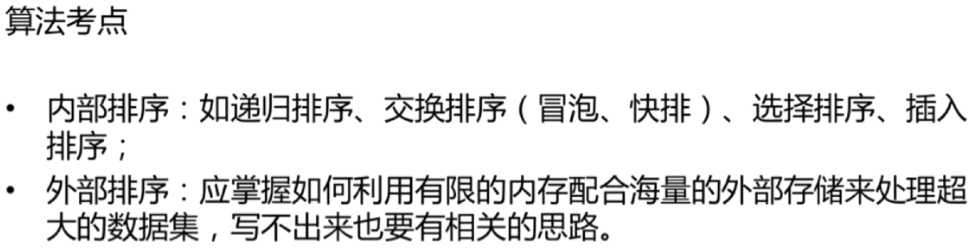 算法考点
• 内部排序：如递归排序、交换排序（冒泡、快排）、选择排序、插入
排序；
• 外部排序：应掌握如何利用有限的内存配合海量的外部存储来处理超
大的数据集，写不出来也要有相关的思路。